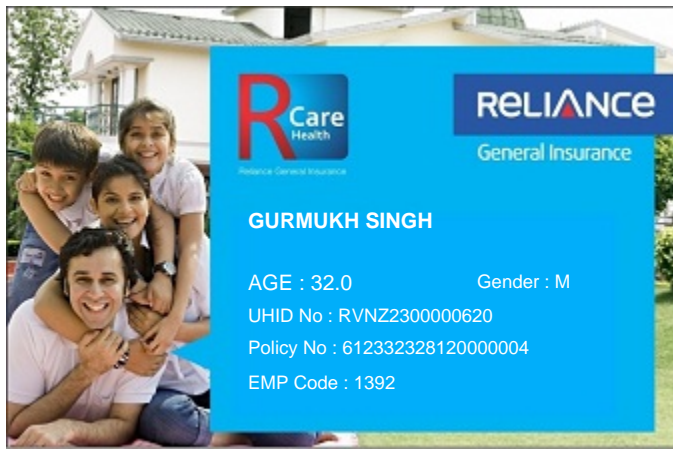 R Care
Health
Reliance General Insurance
RELIANCE
General Insurance
GURMUKH SINGH
AGE : 32.0
Gender : M
UHID No : RVNZ2300000620
Policy No : 612332328120000004
EMP Code : 1392